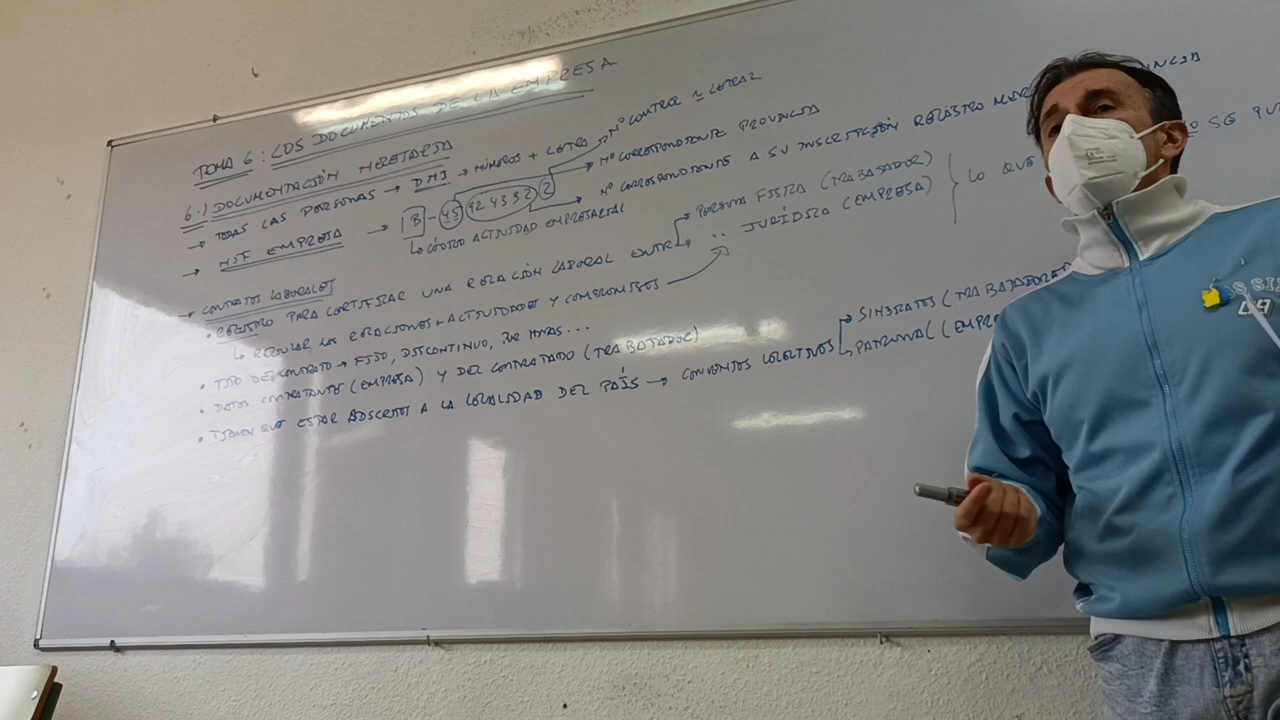 TEMA 6: LOS DOCUMENTOS DE LA EMPRESA
6.1 DOCUMENTACIÓN
→ TODAS LAS PERSONAS → DNI → NÚMEROS + LETRA
Nº CONTROL LETRA
→ NIF EMPRESA → B - 45 924352 2
Nº CORRESPONDIENTE PROVINCIA
Nº CORRESPONDIENTE A SU INSCRIPCIÓN REGISTRO
↳ CÓDIGO ACTIVIDAD EMPRESARIAL
→ CONTRATOS LABORALES
• REGISTRO PARA CERTIFICAR UNA RELACIÓN LABORAL ENTRE
PERSONA FÍSICA (TRABAJADOR)
" JURÍDICA (EMPRESA)
LO QUE
SE
↳ REGULAR LAS RELACIONES + ACTIVIDADES Y COMPROMISOS
• TIPO DE CONTRATO → FIJO, DISCONTINUO, POR HORAS...
• DATOS CONTRATANTE (EMPRESA) Y DEL CONTRATADO (TRABAJADOR)
• TIENEN QUE ESTAR ADSCRITOS A LA LOCALIDAD DEL PAÍS → CONVENIOS COLECTIVOS
SINDICATOS (TRABAJADORES
PATRONAL (EMPRE